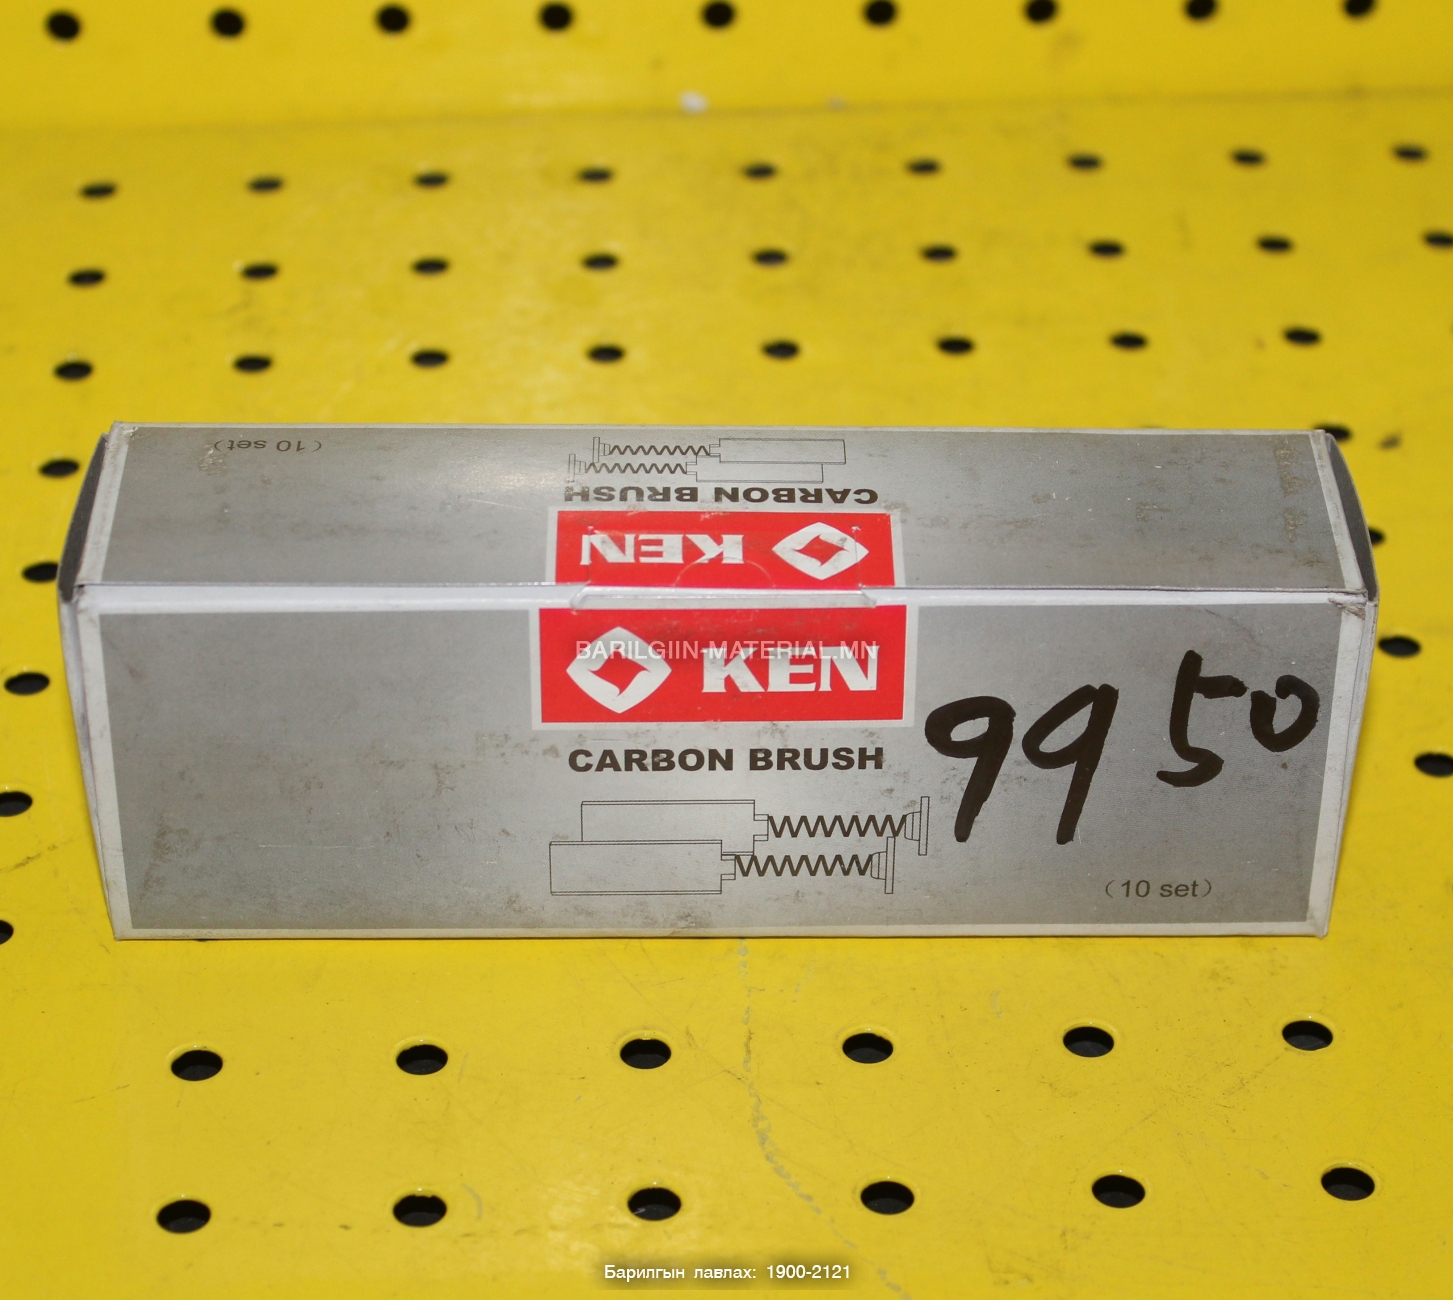 (10 set)
CARBON BRUSH
KEN
BARILGIIN-MATERIAL.MN
KEN
9950
CARBON BRUSH
(10 set)
Барилгын лавлах: 1900-2121